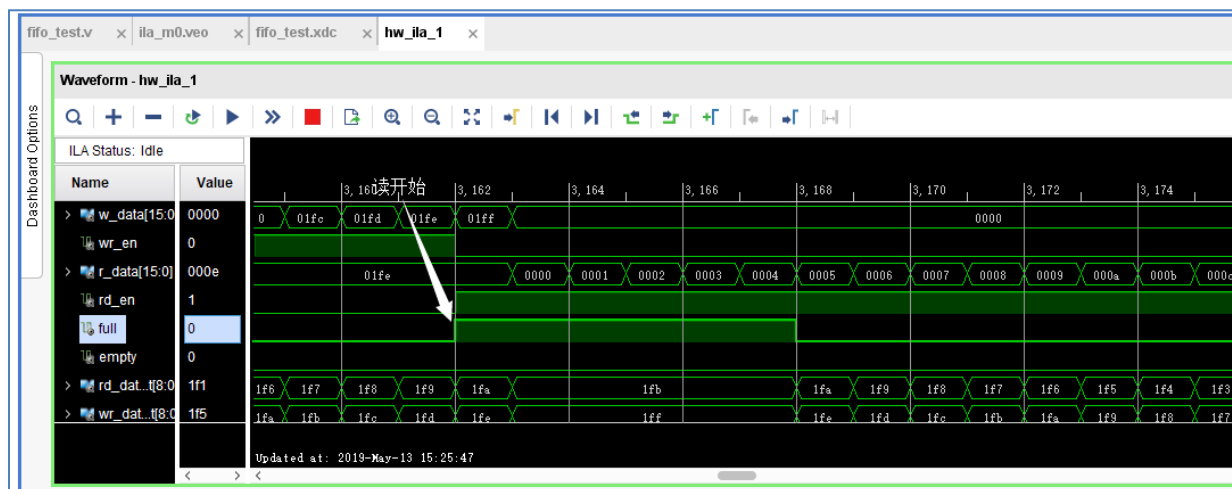 fifo_test.v × ila_m0.veo × fifo_test.xdc × hw_ila_1 ×
Dashboard Options
Waveform - hw_ila_1
ILA Status: Idle
Name Value
3,160 读开始 3,162 3,164 3,166 3,168 3,170 3,172 3,174
> w_data[15:0 0000 0 01fc 01fd 01fe 01ff 0000
wr_en 0
> r_data[15:0] 000e 01fe 0000 0001 0002 0003 0004 0005 0006 0007 0008 0009 000a 000b 000c
rd_en 1
full 0
empty 0
> rd_dat...t[8:0 1f1 1f6 1f7 1f8 1f9 1fa 1fb 1fa 1f9 1f8 1f7 1f6 1f5 1f4 1f3
> wr_dat...t[8:0 1f5 1fa 1fb 1fc 1fd 1fe 1ff 1fe 1fd 1fc 1fb 1fa 1f9 1f8 1f7
Updated at: 2019-May-13 15:25:47